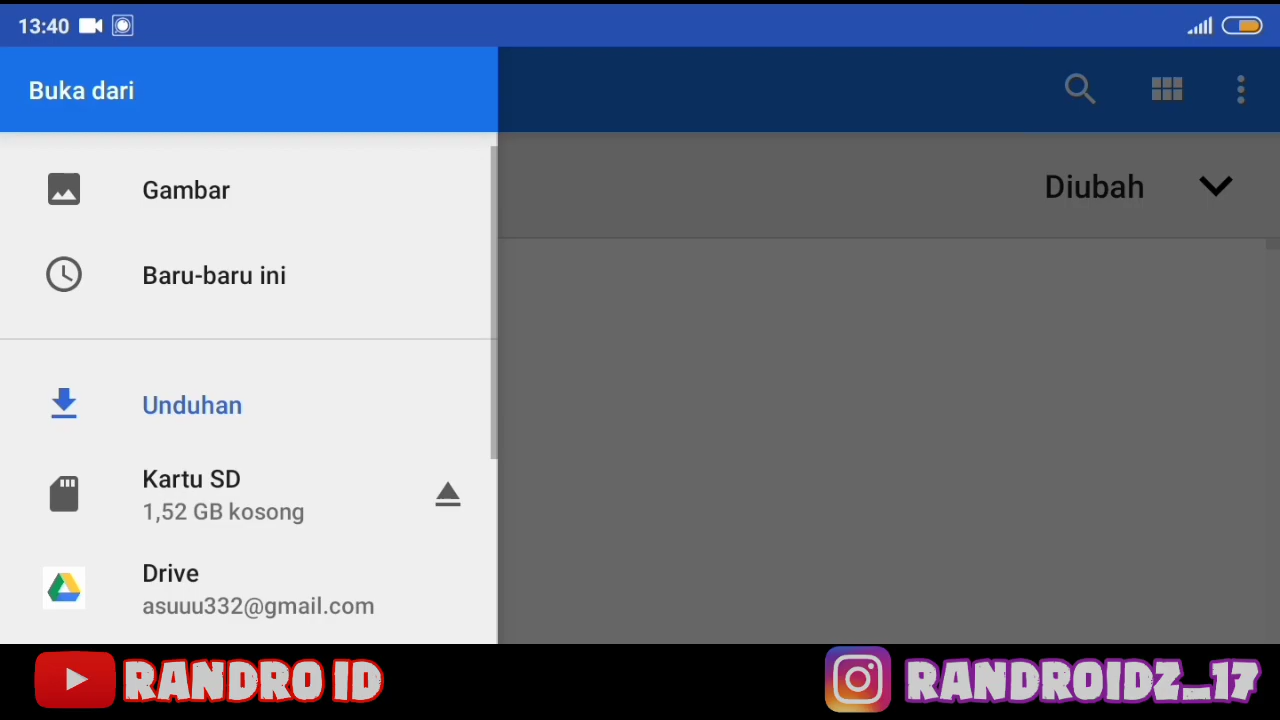 13:40
Buka dari
Gambar
Baru-baru ini
Diubah
Unduhan
Kartu SD
1,52 GB kosong
Drive
asuuu332@gmail.com
RANDRO ID
RANDROIDZ_17